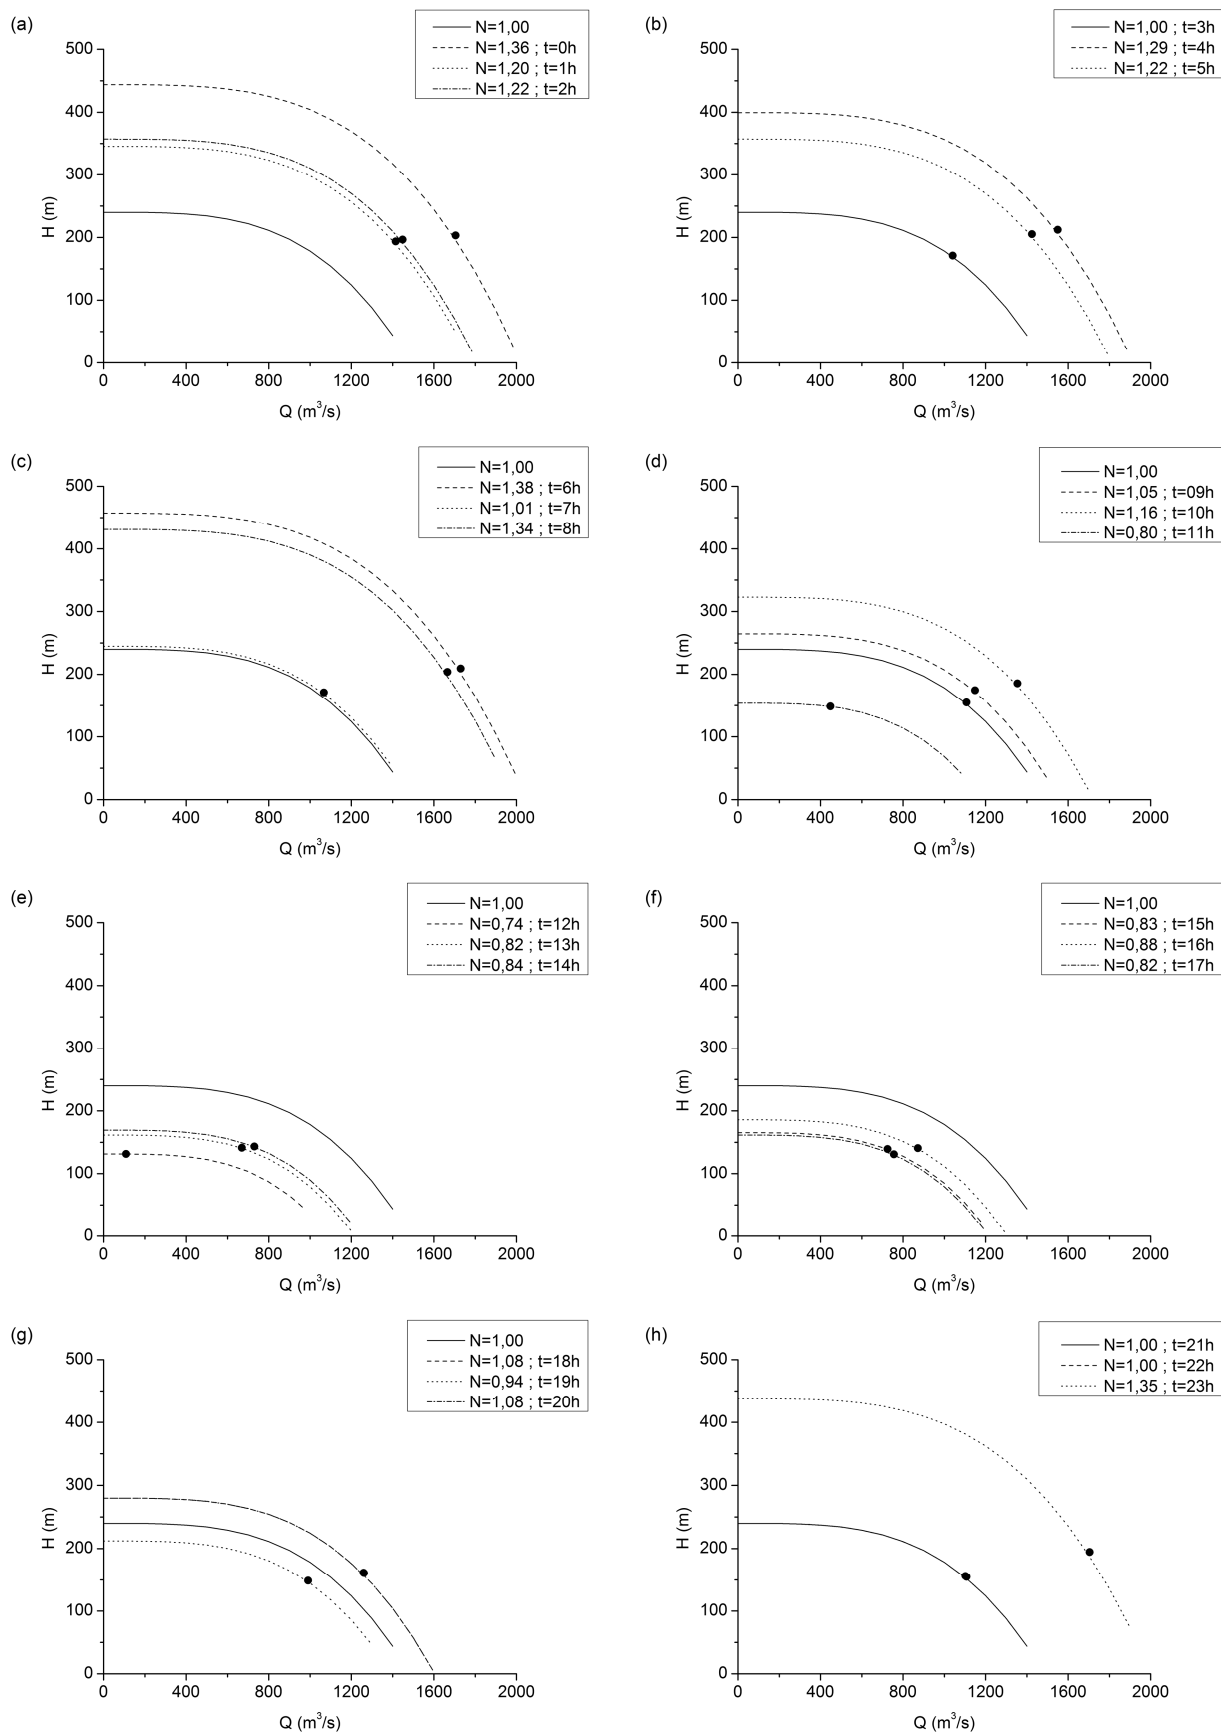 (a)
N=1,00
N=1,36 ; t=0h
N=1,20 ; t=1h
N=1,22 ; t=2h
500
400
300
200
100
0
H (m)
0 400 800 1200 1600 2000
Q (m³/s)
(b)
N=1,00 ; t=3h
N=1,29 ; t=4h
N=1,22 ; t=5h
500
400
300
200
100
0
H (m)
0 400 800 1200 1600 2000
Q (m³/s)
(c)
N=1,00
N=1,38 ; t=6h
N=1,01 ; t=7h
N=1,34 ; t=8h
500
400
300
200
100
0
H (m)
0 400 800 1200 1600 2000
Q (m³/s)
(d)
N=1,00
N=1,05 ; t=09h
N=1,16 ; t=10h
N=0,80 ; t=11h
500
400
300
200
100
0
H (m)
0 400 800 1200 1600 2000
Q (m³/s)
(e)
N=1,00
N=0,74 ; t=12h
N=0,82 ; t=13h
N=0,84 ; t=14h
500
400
300
200
100
0
H (m)
0 400 800 1200 1600 2000
Q (m³/s)
(f)
N=1,00
N=0,83 ; t=15h
N=0,88 ; t=16h
N=0,82 ; t=17h
500
400
300
200
100
0
H (m)
0 400 800 1200 1600 2000
Q (m³/s)
(g)
N=1,00
N=1,08 ; t=18h
N=0,94 ; t=19h
N=1,08 ; t=20h
500
400
300
200
100
0
H (m)
0 400 800 1200 1600 2000
Q (m³/s)
(h)
N=1,00 ; t=21h
N=1,00 ; t=22h
N=1,35 ; t=23h
500
400
300
200
100
0
H (m)
0 400 800 1200 1600 2000
Q (m³/s)